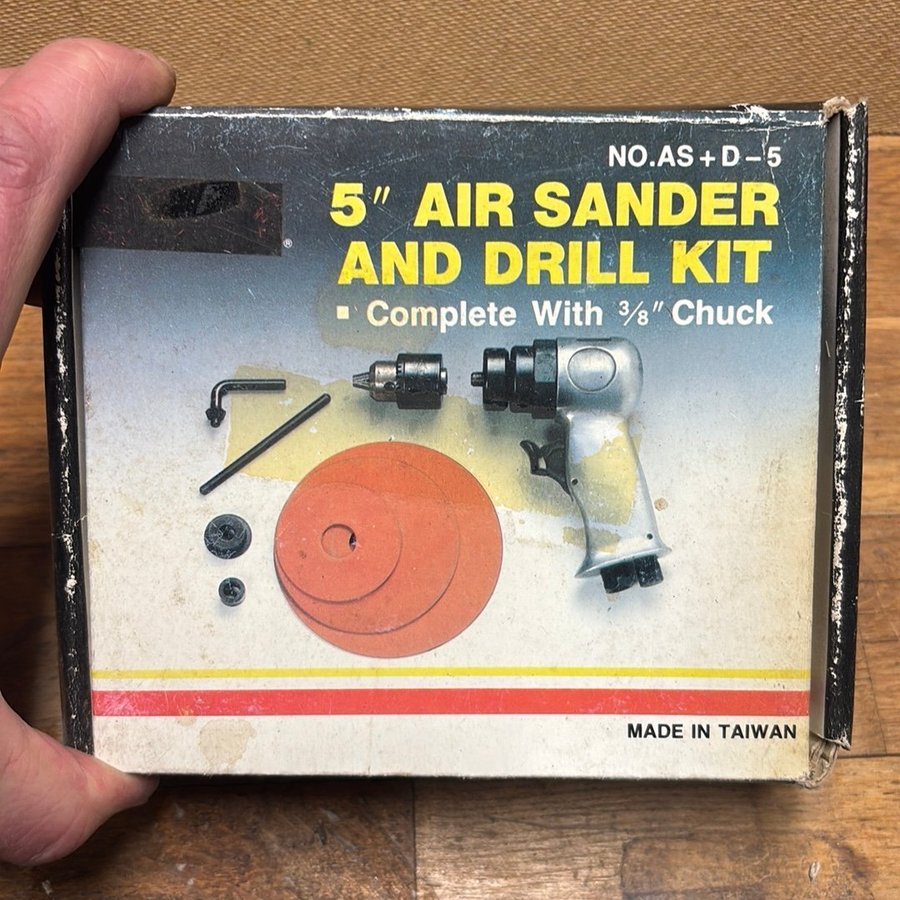 NO.AS+D-5
®
5" AIR SANDER
AND DRILL KIT
▪ Complete With 3/8" Chuck
MADE IN TAIWAN